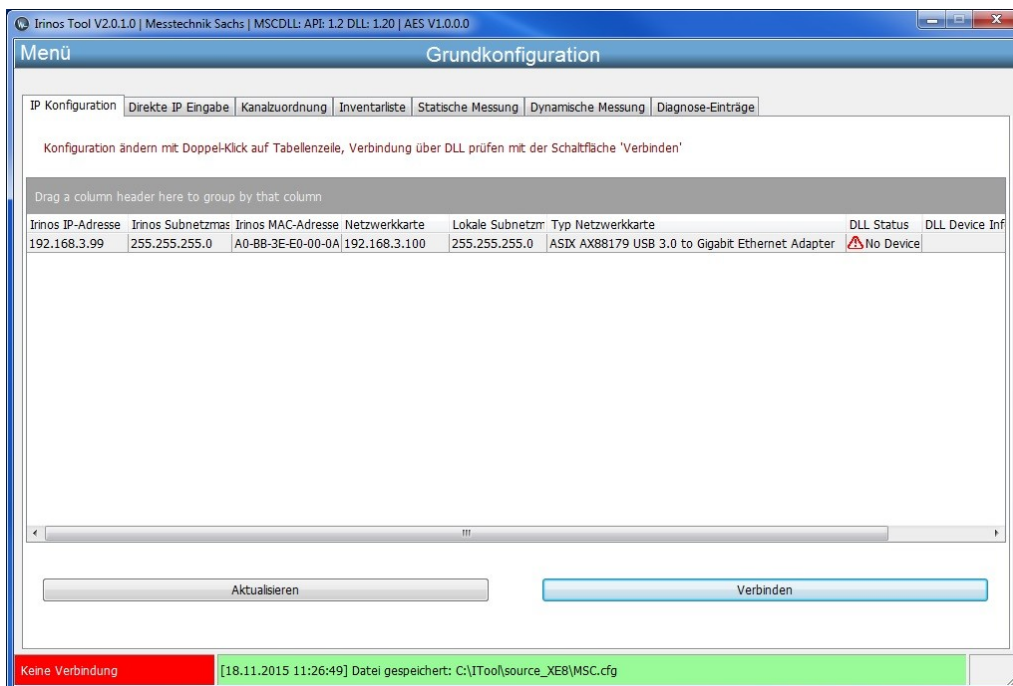 Irinos Tool V2.0.1.0 | Messtechnik Sachs | MSCDLL: API: 1.2 DLL: 1.20 | AES V1.0.0.0
Menü Grundkonfiguration
IP Konfiguration Direkte IP Eingabe Kanalzuordnung Inventarliste Statische Messung Dynamische Messung Diagnose-Einträge
Konfiguration ändern mit Doppel-Klick auf Tabellenzeile, Verbindung über DLL prüfen mit der Schaltfläche 'Verbinden'
Drag a column header here to group by that column
Irinos IP-Adresse Irinos Subnetzmas Irinos MAC-Adresse Netzwerkkarte Lokale Subnetzm Typ Netzwerkkarte DLL Status DLL Device Inf
192.168.3.99 255.255.255.0 A0-BB-3E-E0-00-0A 192.168.3.100 255.255.255.0 ASIX AX88179 USB 3.0 to Gigabit Ethernet Adapter No Device
Aktualisieren Verbinden
Keine Verbindung [18.11.2015 11:26:49] Datei gespeichert: C:\ITool\source_XE8\MSC.cfg